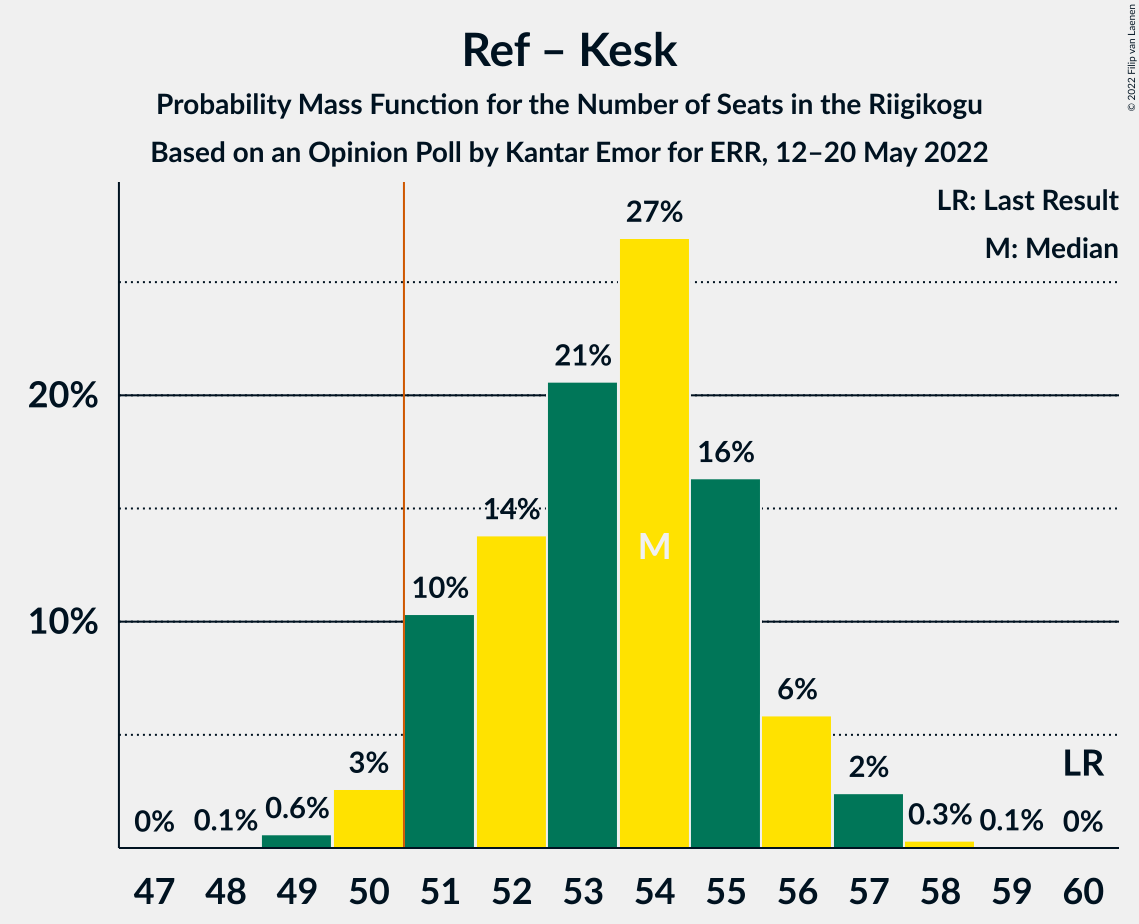 Ref – Kesk
Probability Mass Function for the Number of Seats in the Riigikogu
Based on an Opinion Poll by Kantar Emor for ERR, 12–20 May 2022
© 2022 Filip van Laenen
LR: Last Result
M: Median
27%
21%
20%
16%
14%
M
10%
10%
6%
LR
3%
2%
0%
0.1%
0.6%
0.3%
0.1%
0%
47 48 49 50 51 52 53 54 55 56 57 58 59 60